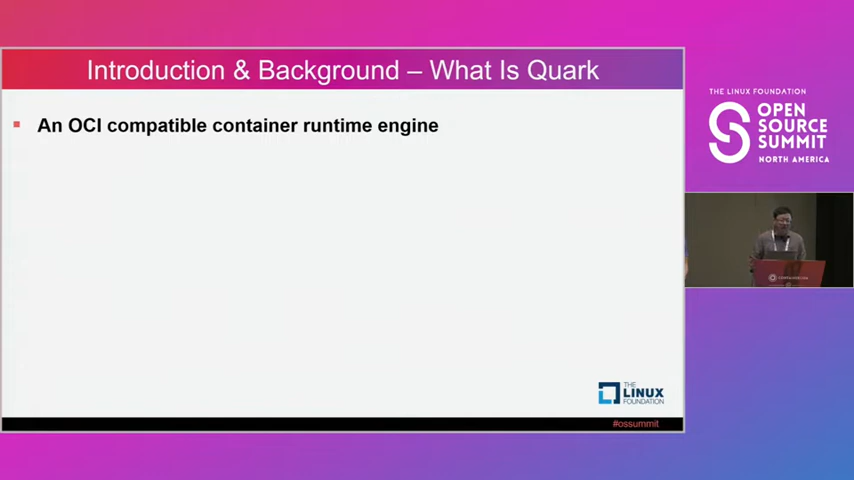 Introduction & Background – What Is Quark
An OCI compatible container runtime engine
THE LINUX FOUNDATION
OPEN
SOURCE
SUMMIT
NORTH AMERICA
THE
LINUX
FOUNDATION
#ossummit